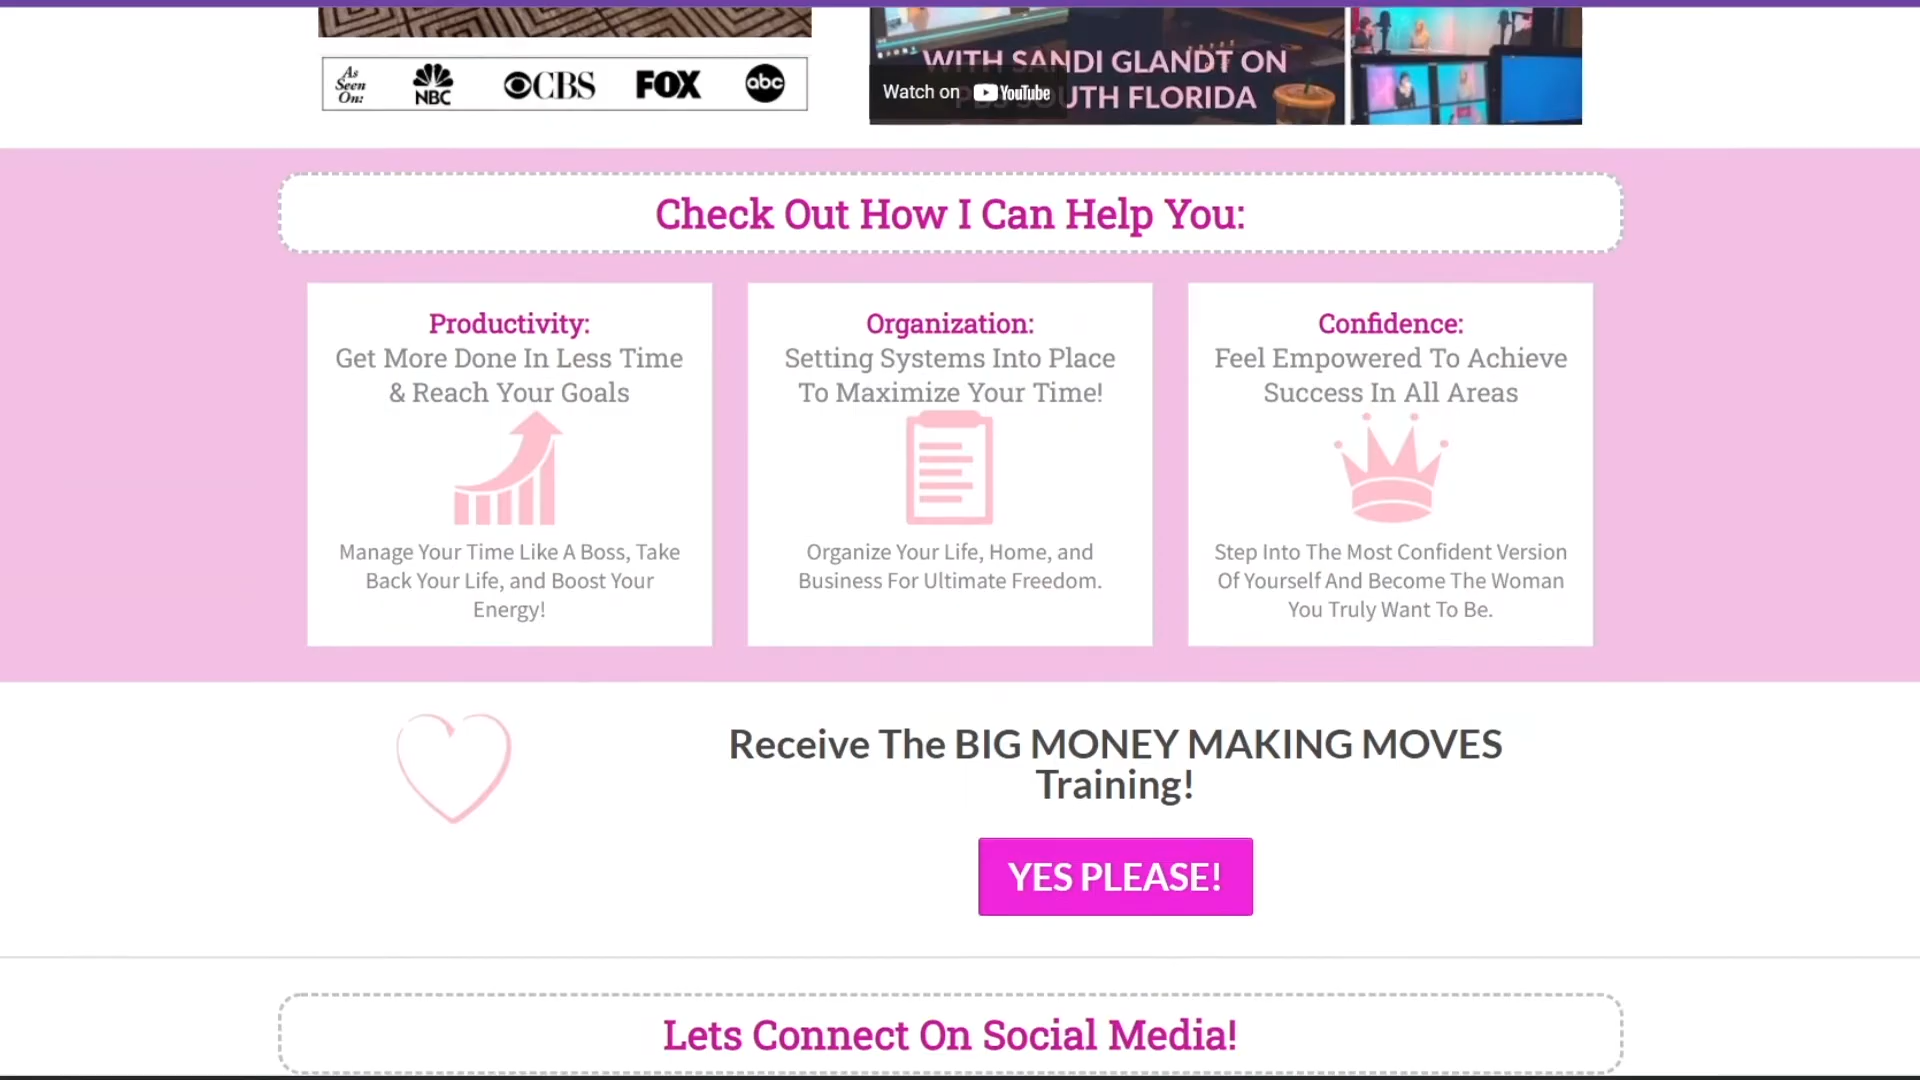 As
Seen
On:
NBC
CBS
FOX
abc
WITH SANDI GLANDT ON
Watch on YouTube
UTH FLORIDA
Check Out How I Can Help You:
Productivity:
Get More Done In Less Time
& Reach Your Goals
Manage Your Time Like A Boss, Take
Back Your Life, and Boost Your
Energy!
Organization:
Setting Systems Into Place
To Maximize Your Time!
Organize Your Life, Home, and
Business For Ultimate Freedom.
Confidence:
Feel Empowered To Achieve
Success In All Areas
Step Into The Most Confident Version
Of Yourself And Become The Woman
You Truly Want To Be.
Receive The BIG MONEY MAKING MOVES
Training!
YES PLEASE!
Lets Connect On Social Media!